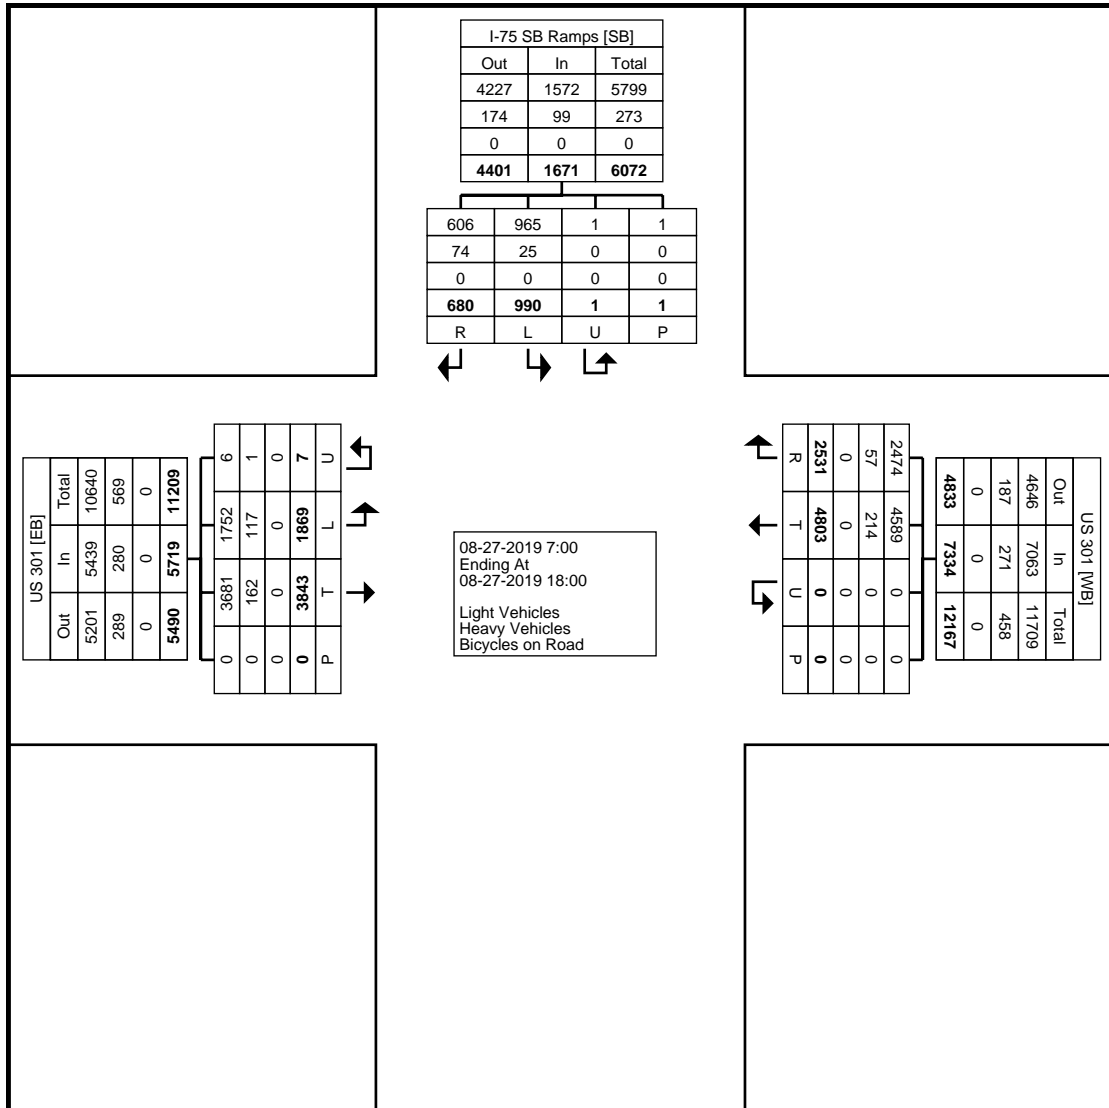 I-75 SB Ramps [SB]
Out In Total
4227 1572 5799
174 99 273
0 0 0
4401 1671 6072
606 965 1 1
74 25 0 0
0 0 0 0
680 990 1 1
R L U P
US 301 [EB]
Out In Total
5201 5439 10640
289 280 569
0 0 0
5490 5719 11209
6 1752 3681 0
1 117 162 0
0 0 0 0
7 1869 3843 0
U L T P
08-27-2019 7:00
Ending At
08-27-2019 18:00
Light Vehicles
Heavy Vehicles
Bicycles on Road
2474 4589 0 0
57 214 0 0
0 0 0 0
2531 4803 0 0
R T U P
US 301 [WB]
Out In Total
4646 7063 11709
187 271 458
0 0 0
4833 7334 12167